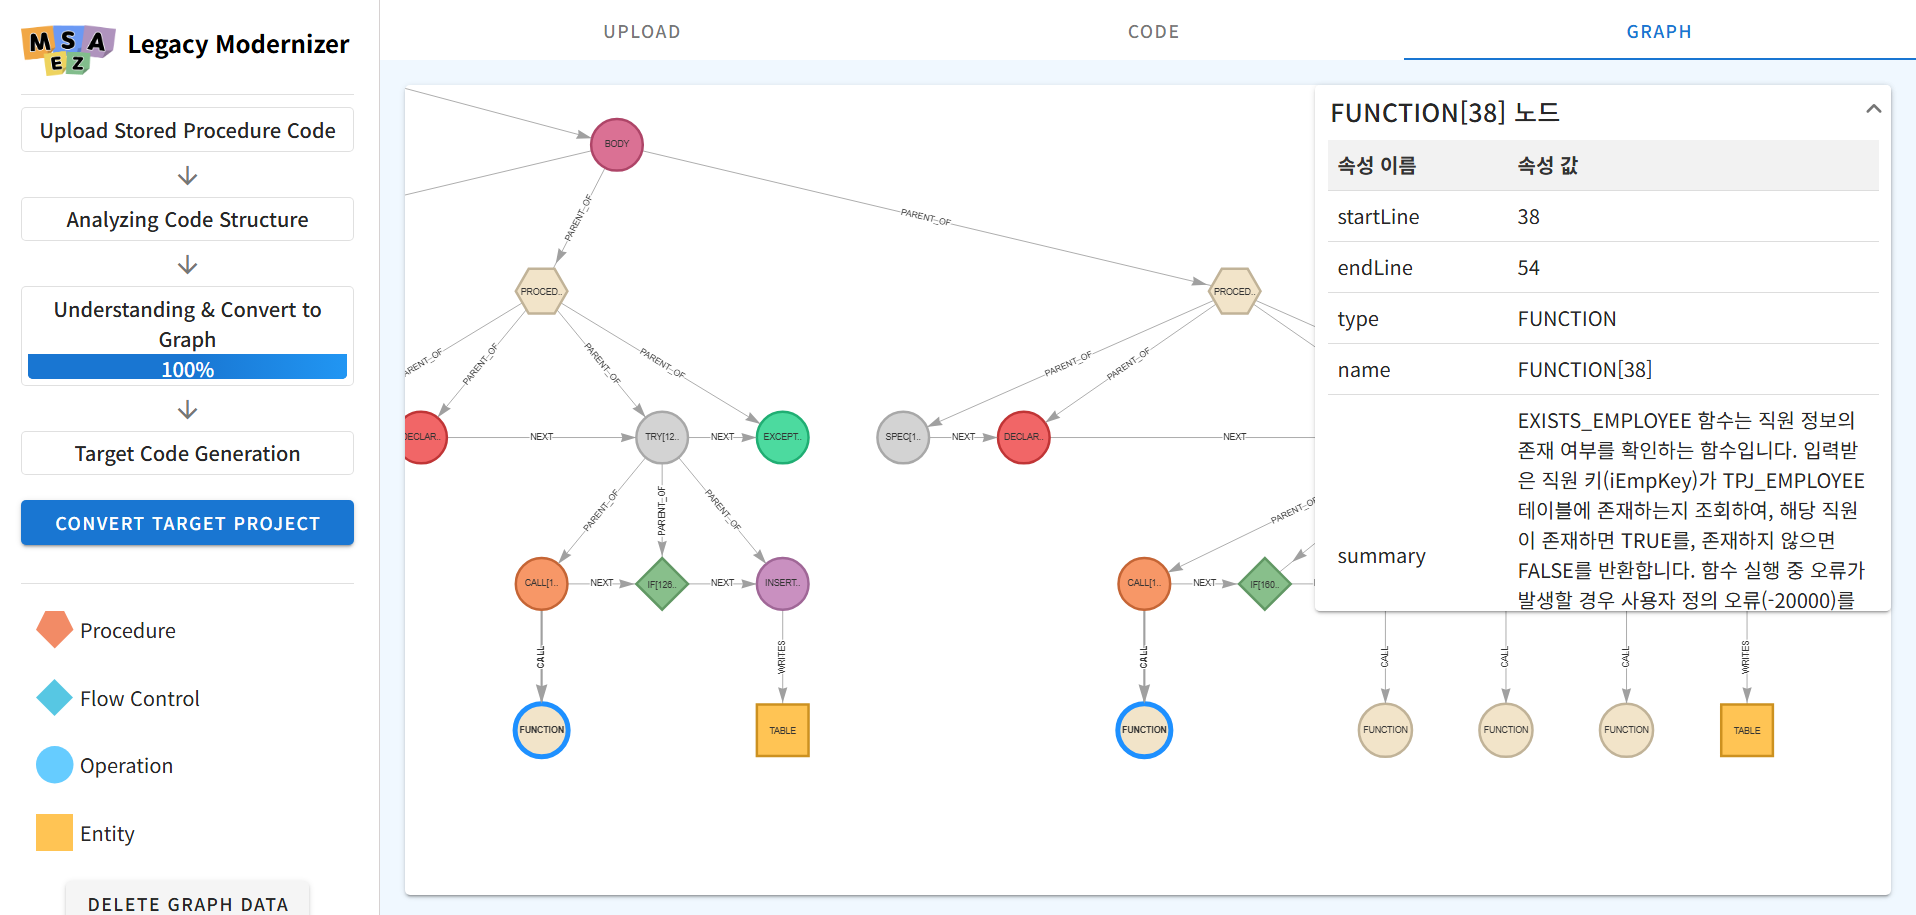 MSA
EZ
Legacy Modernizer
UPLOAD
CODE
GRAPH
Upload Stored Procedure Code
Analyzing Code Structure
Understanding & Convert to
Graph
100%
Target Code Generation
CONVERT TARGET PROJECT
Procedure
Flow Control
Operation
Entity
DELETE GRAPH DATA
BODY
PARENT_OF
PARENT_OF
PROCED..
PROCED..
ARENT_OF
PARENT_OF
PARENT_OF
PARENT_OF
PARENT_OF
PARENT_OF
DECLAR..
NEXT
TRY[12..
NEXT
EXCEPT..
SPEC[1..
NEXT
DECLAR..
NEXT
PARENT_OF
PARENT_OF
PARENT_OF
PARENT_OF
CALL[1..
NEXT
IF[126..
NEXT
INSERT..
CALL[1..
NEXT
IF[160..
CALL
WRITES
CALL
CALL
CALL
CALL
WRITES
FUNCTION
TABLE
FUNCTION
FUNCTION
FUNCTION
FUNCTION
TABLE
FUNCTION[38] 노드
속성 이름 속성 값
startLine 38
endLine 54
type FUNCTION
name FUNCTION[38]
summary
EXISTS_EMPLOYEE 함수는 직원 정보의
존재 여부를 확인하는 함수입니다. 입력받
은 직원 키(iEmpKey)가 TPJ_EMPLOYEE
테이블에 존재하는지 조회하여, 해당 직원
이 존재하면 TRUE를, 존재하지 않으면
FALSE를 반환합니다. 함수 실행 중 오류가
발생할 경우 사용자 정의 오류(-20000)를